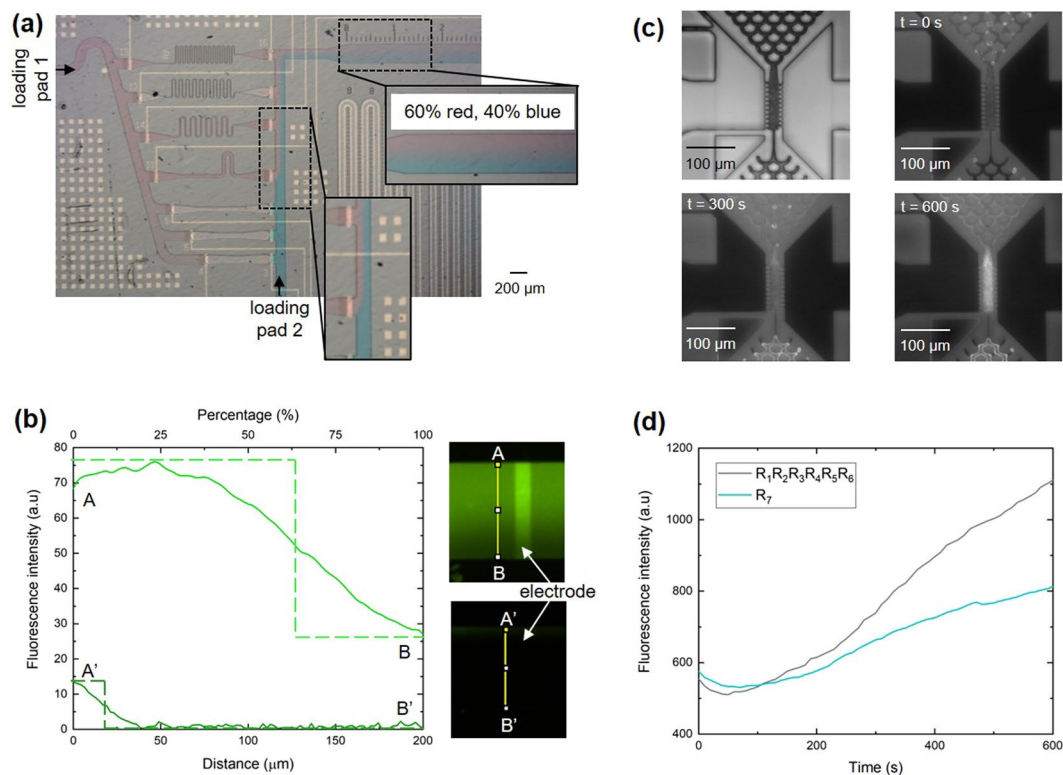 (a)
loading
pad 1
0 1 2
60% red, 40% blue
loading
pad 2
200 μm
(c)
100 μm
t = 0 s
100 μm
t = 300 s
100 μm
t = 600 s
100 μm
(b)
Percentage (%)
0 25 50 75 100
Fluorescence intensity (a.u)
80
70
60
50
40
30
20
10
0
A
B
A'
B'
0 50 100 150 200
Distance (μm)
A
B
electrode
A'
B'
(d)
Fluorescence intensity (a.u)
1200
1000
800
600
400
R₁R₂R₃R₄R₅R₆
R₇
0 200 400 600
Time (s)